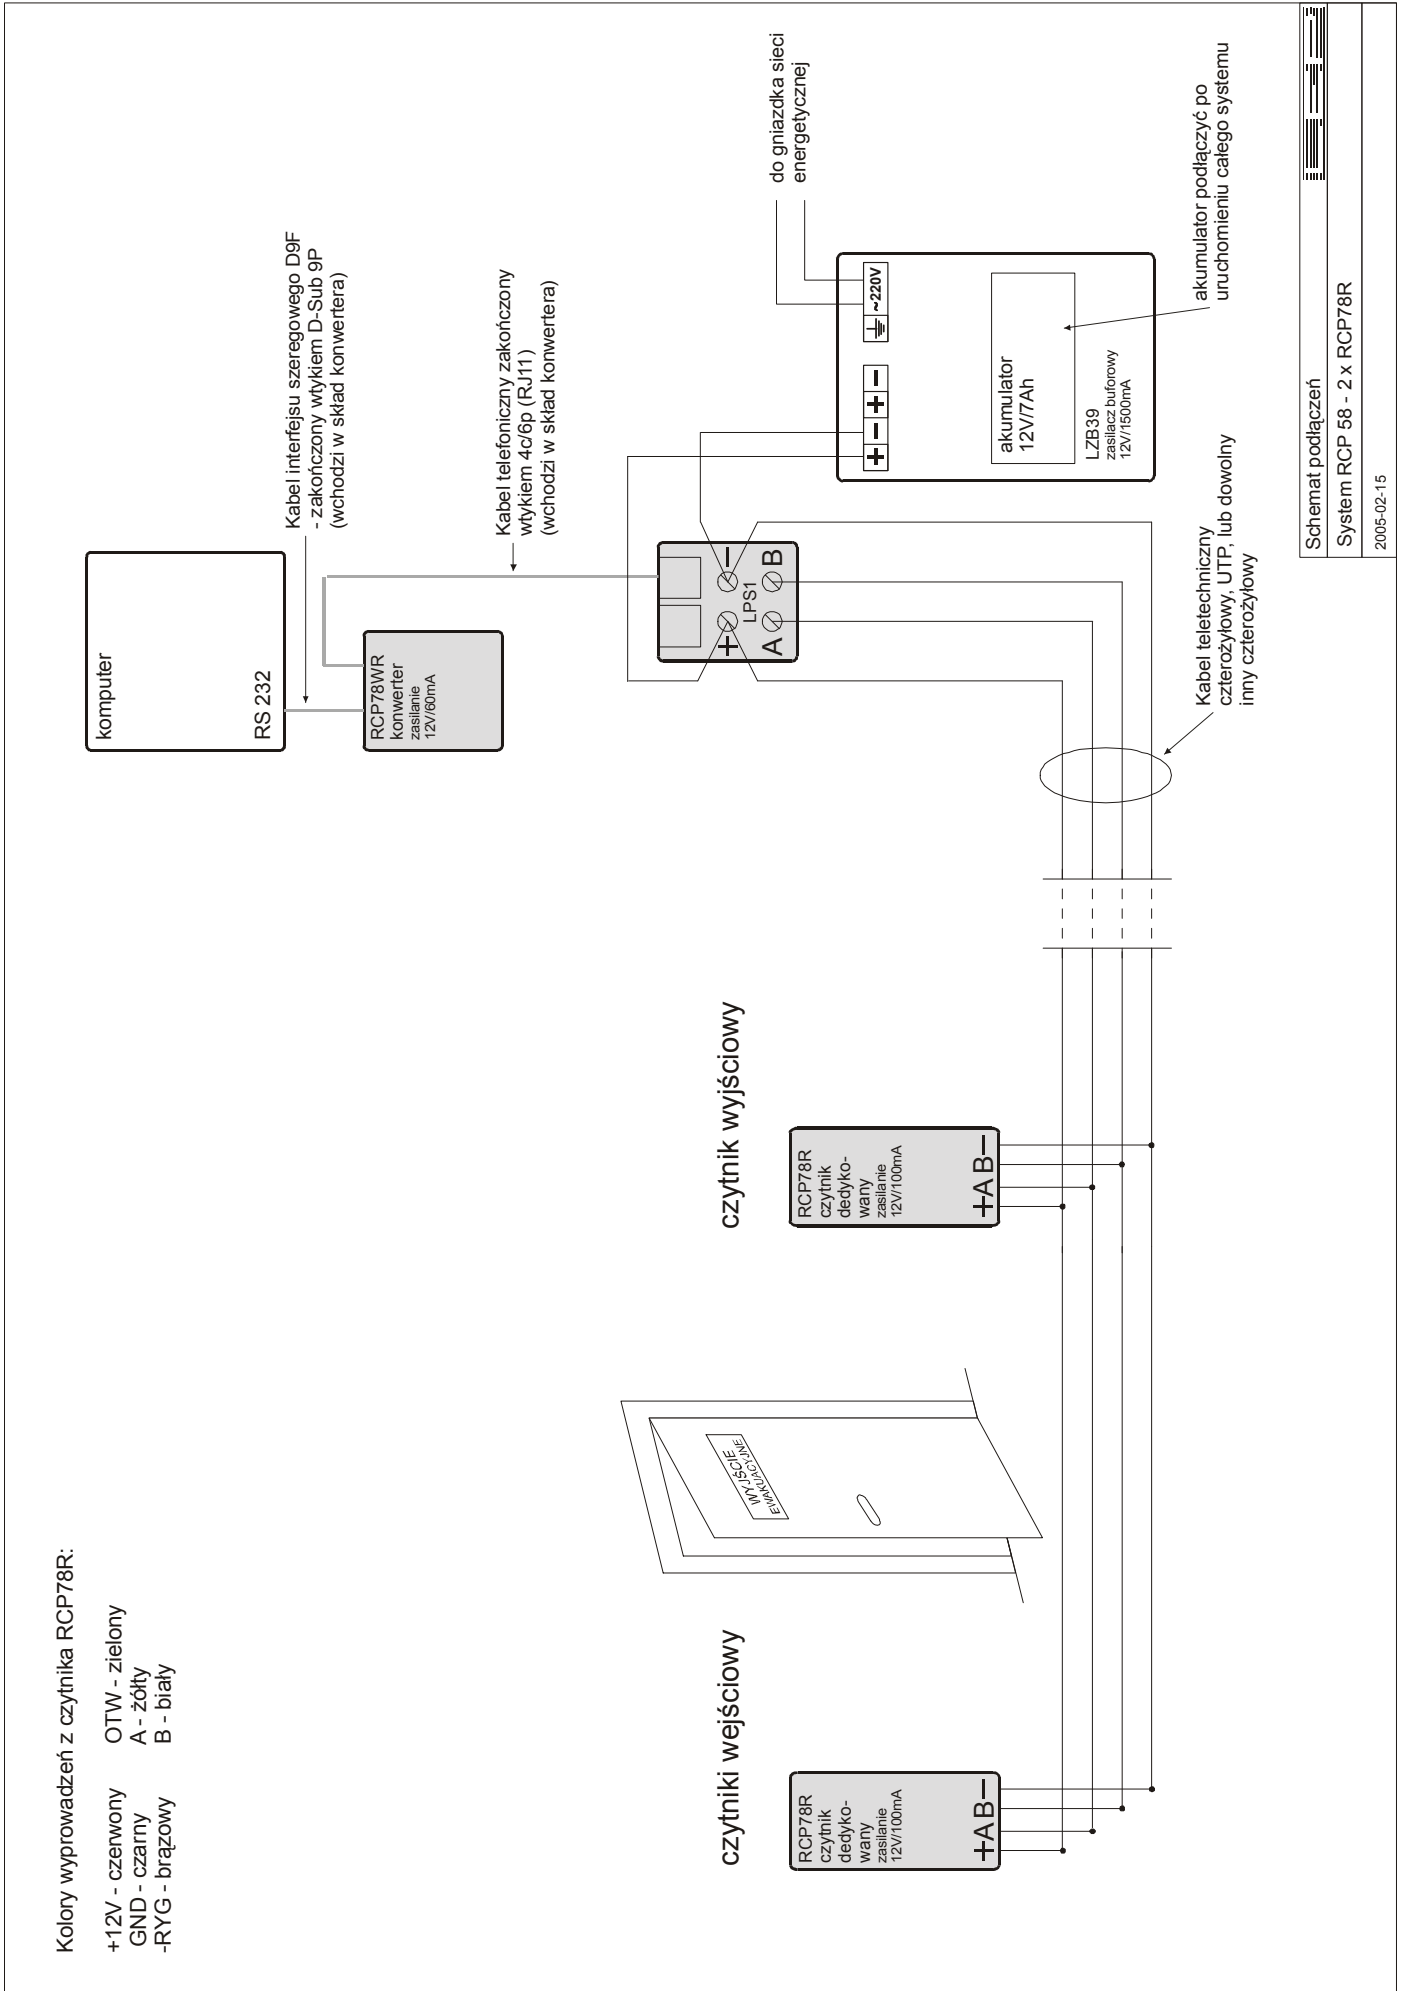 Kolory wyprowadzeń z czytnika RCP78R:
+12V - czerwony
GND - czarny
-RYG - brązowy
OTW - zielony
A - żółty
B - biały
komputer
RS 232
Kabel interfejsu szeregowego D9F
- zakończony wtykiem D-Sub 9P
(wchodzi w skład konwertera)
RCP78WR
konwerter
zasilanie
12V/60mA
Kabel telefoniczny zakończony
wtykiem 4c/6p (RJ11)
(wchodzi w skład konwertera)
+ −
LPS1
A B
do gniazdka sieci
energetycznej
+ − + −
~220V
akumulator
12V/7Ah
LZB39
zasilacz buforowy
12V/1500mA
akumulator podłączyć po
uruchomieniu całego systemu
czytniki wejściowy
RCP78R
czytnik
dedyko-
wany
zasilanie
12V/100mA
+AB−
WYJŚCIE
EWAKUACYJNE
czytnik wyjściowy
RCP78R
czytnik
dedyko-
wany
zasilanie
12V/100mA
+AB−
Kabel teletechniczny
czterożyłowy, UTP, lub dowolny
inny czterożyłowy
Schemat podłączeń
System RCP 58 - 2 x RCP78R
2005-02-15